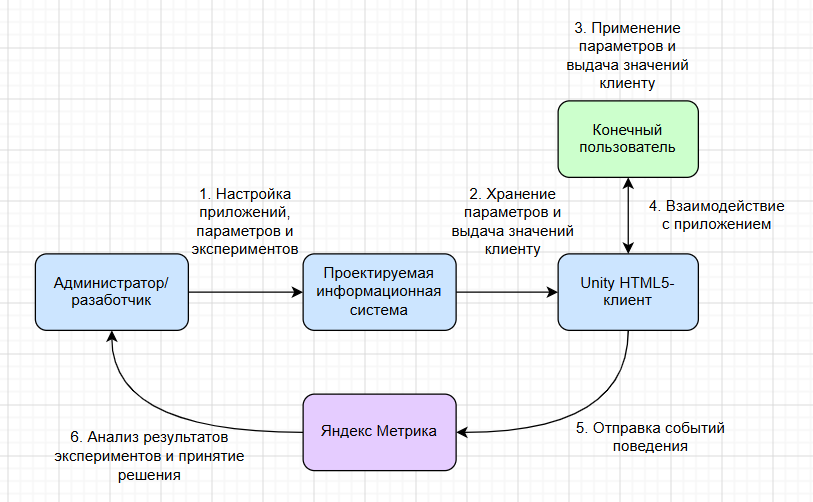 3. Применение
параметров и
выдача значений
клиенту
Конечный
пользователь
1. Настройка
приложений,
параметров и
экспериментов
2. Хранение
параметров и
выдача значений
клиенту
4. Взаимодействие
с приложением
Администратор/
разаботчик
Проектируемая
информационная
система
Unity HTML5-
клиент
Яндекс Метрика
5. Отправка событий
поведения
6. Анализ результатов
экспериментов и принятие
решения